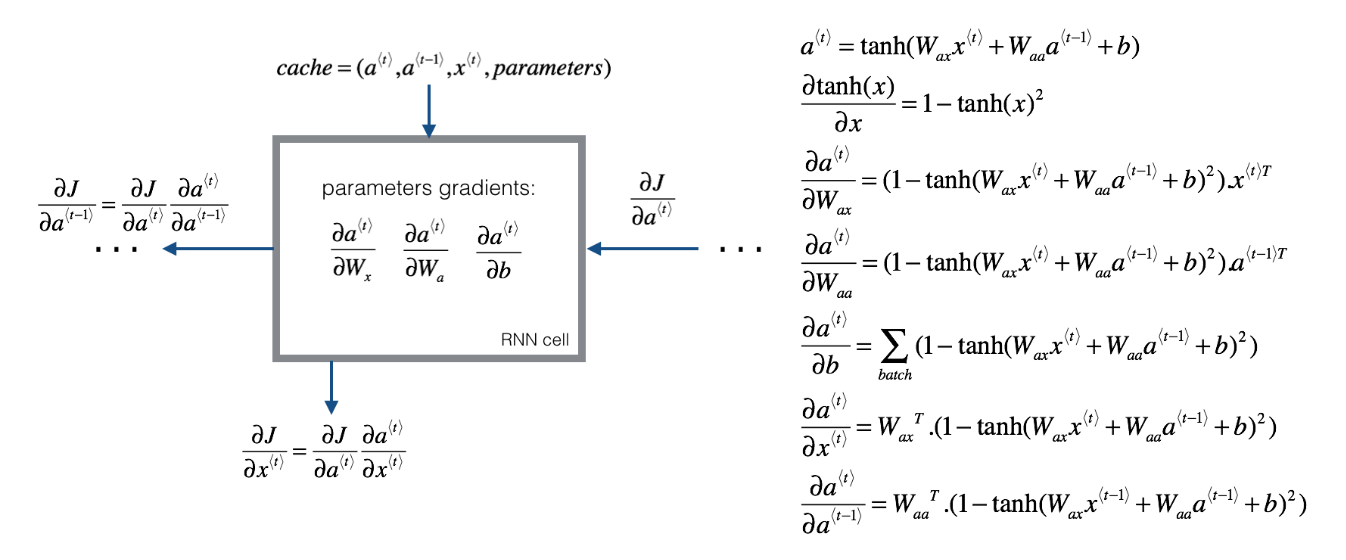 cache = (a^⟨t⟩, a^⟨t−1⟩, x^⟨t⟩, parameters)
∂J/∂a^⟨t−1⟩ = ∂J/∂a^⟨t⟩ ∂a^⟨t⟩/∂a^⟨t−1⟩
. . .
parameters gradients:
∂a^⟨t⟩/∂W_x ∂a^⟨t⟩/∂W_a ∂a^⟨t⟩/∂b
RNN cell
∂J/∂a^⟨t⟩
. . .
∂J/∂x^⟨t⟩ = ∂J/∂a^⟨t⟩ ∂a^⟨t⟩/∂x^⟨t⟩
a^⟨t⟩ = tanh(W_ax x^⟨t⟩ + W_aa a^⟨t−1⟩ + b)
∂tanh(x)/∂x = 1 − tanh(x)^2
∂a^⟨t⟩/∂W_ax = (1 − tanh(W_ax x^⟨t⟩ + W_aa a^⟨t−1⟩ + b)^2).x^⟨t⟩T
∂a^⟨t⟩/∂W_aa = (1 − tanh(W_ax x^⟨t⟩ + W_aa a^⟨t−1⟩ + b)^2).a^⟨t−1⟩T
∂a^⟨t⟩/∂b = ∑_batch (1 − tanh(W_ax x^⟨t⟩ + W_aa a^⟨t−1⟩ + b)^2)
∂a^⟨t⟩/∂x^⟨t⟩ = W_ax^T .(1 − tanh(W_ax x^⟨t⟩ + W_aa a^⟨t−1⟩ + b)^2)
∂a^⟨t⟩/∂a^⟨t−1⟩ = W_aa^T .(1 − tanh(W_ax x^⟨t−1⟩ + W_aa a^⟨t−1⟩ + b)^2)